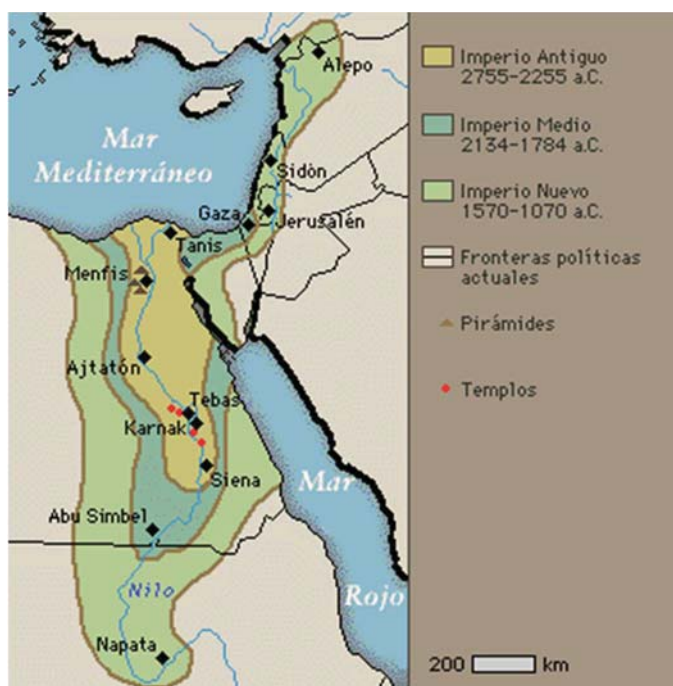 Alepo
Mar
Mediterráneo
Sidòn
Gaza
Jerusalén
Tanis
Menfis
Ajtatón
Tebas
Karnak
Siena
Abu Simbel
Mar
Rojo
Nilo
Napata
Imperio Antiguo
2755-2255 a.C.
Imperio Medio
2134-1784 a.C.
Imperio Nuevo
1570-1070 a.C.
Fronteras políticas
actuales
Pirámides
Templos
200 km